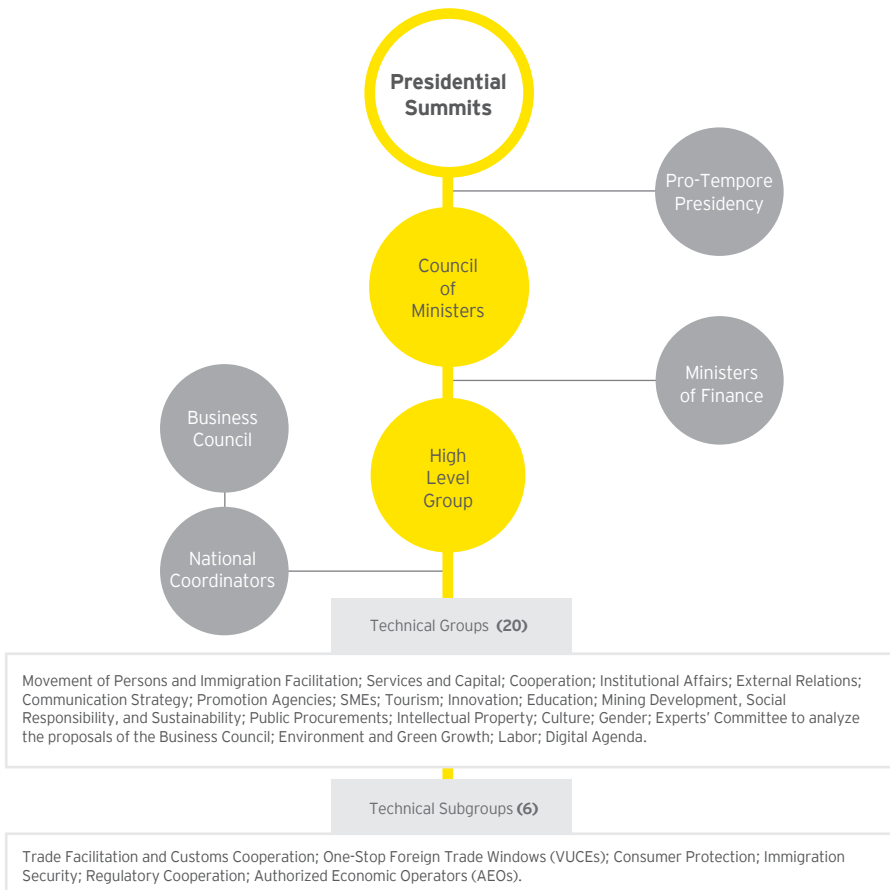 Presidential
Summits
Pro-Tempore
Presidency
Council
of
Ministers
Ministers
of Finance
Business
Council
High
Level
Group
National
Coordinators
Technical Groups (20)
Movement of Persons and Immigration Facilitation; Services and Capital; Cooperation; Institutional Affairs; External Relations;
Communication Strategy; Promotion Agencies; SMEs; Tourism; Innovation; Education; Mining Development, Social
Responsibility, and Sustainability; Public Procurements; Intellectual Property; Culture; Gender; Experts' Committee to analyze
the proposals of the Business Council; Environment and Green Growth; Labor; Digital Agenda.
Technical Subgroups (6)
Trade Facilitation and Customs Cooperation; One-Stop Foreign Trade Windows (VUCEs); Consumer Protection; Immigration
Security; Regulatory Cooperation; Authorized Economic Operators (AEOs).